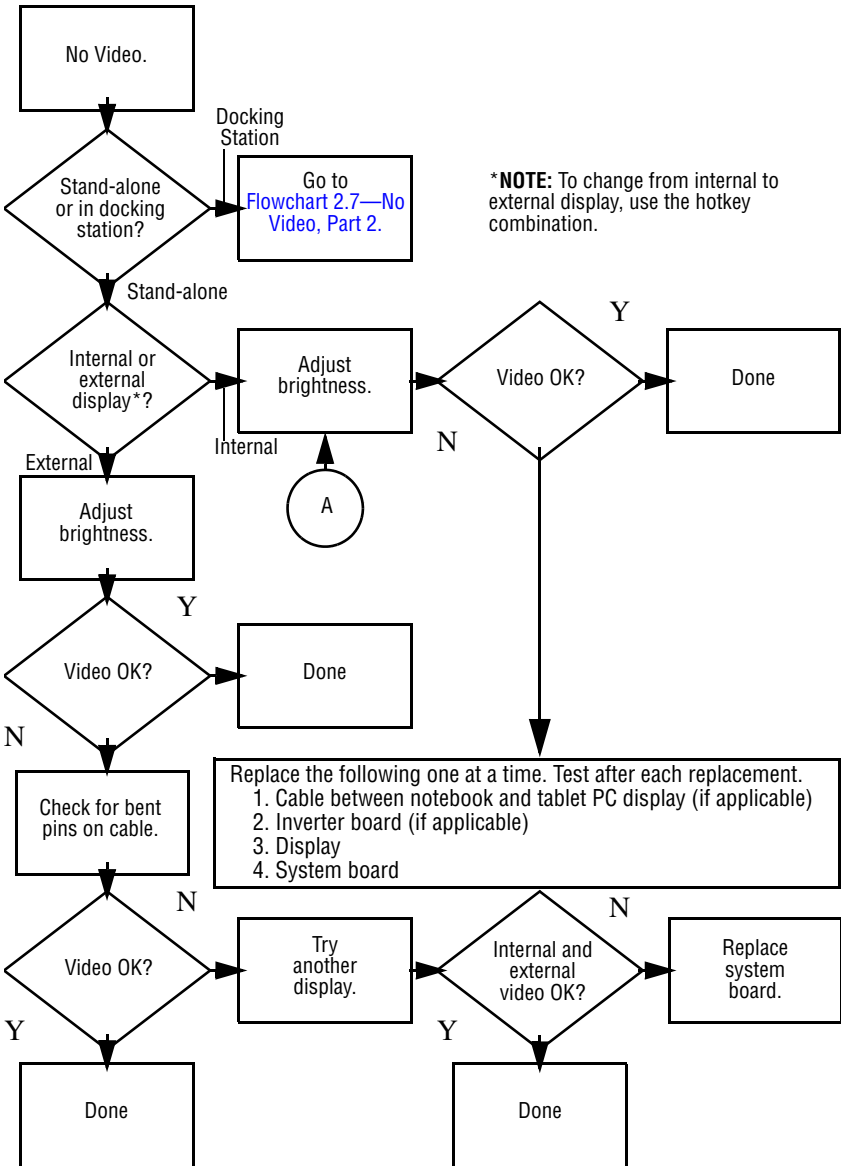 No Video.
Docking
Station
Stand-alone
or in docking
station?
Go to
Flowchart 2.7—No
Video, Part 2.
*NOTE: To change from internal to
external display, use the hotkey
combination.
Stand-alone
Internal or
external
display*?
Internal
Adjust
brightness.
A
Video OK?
Y
Done
N
External
Adjust
brightness.
Video OK?
Y
Done
N
Check for bent
pins on cable.
Replace the following one at a time. Test after each replacement.
1. Cable between notebook and tablet PC display (if applicable)
2. Inverter board (if applicable)
3. Display
4. System board
Video OK?
N
Try
another
display.
Internal and
external
video OK?
N
Replace
system
board.
Y
Done
Y
Done